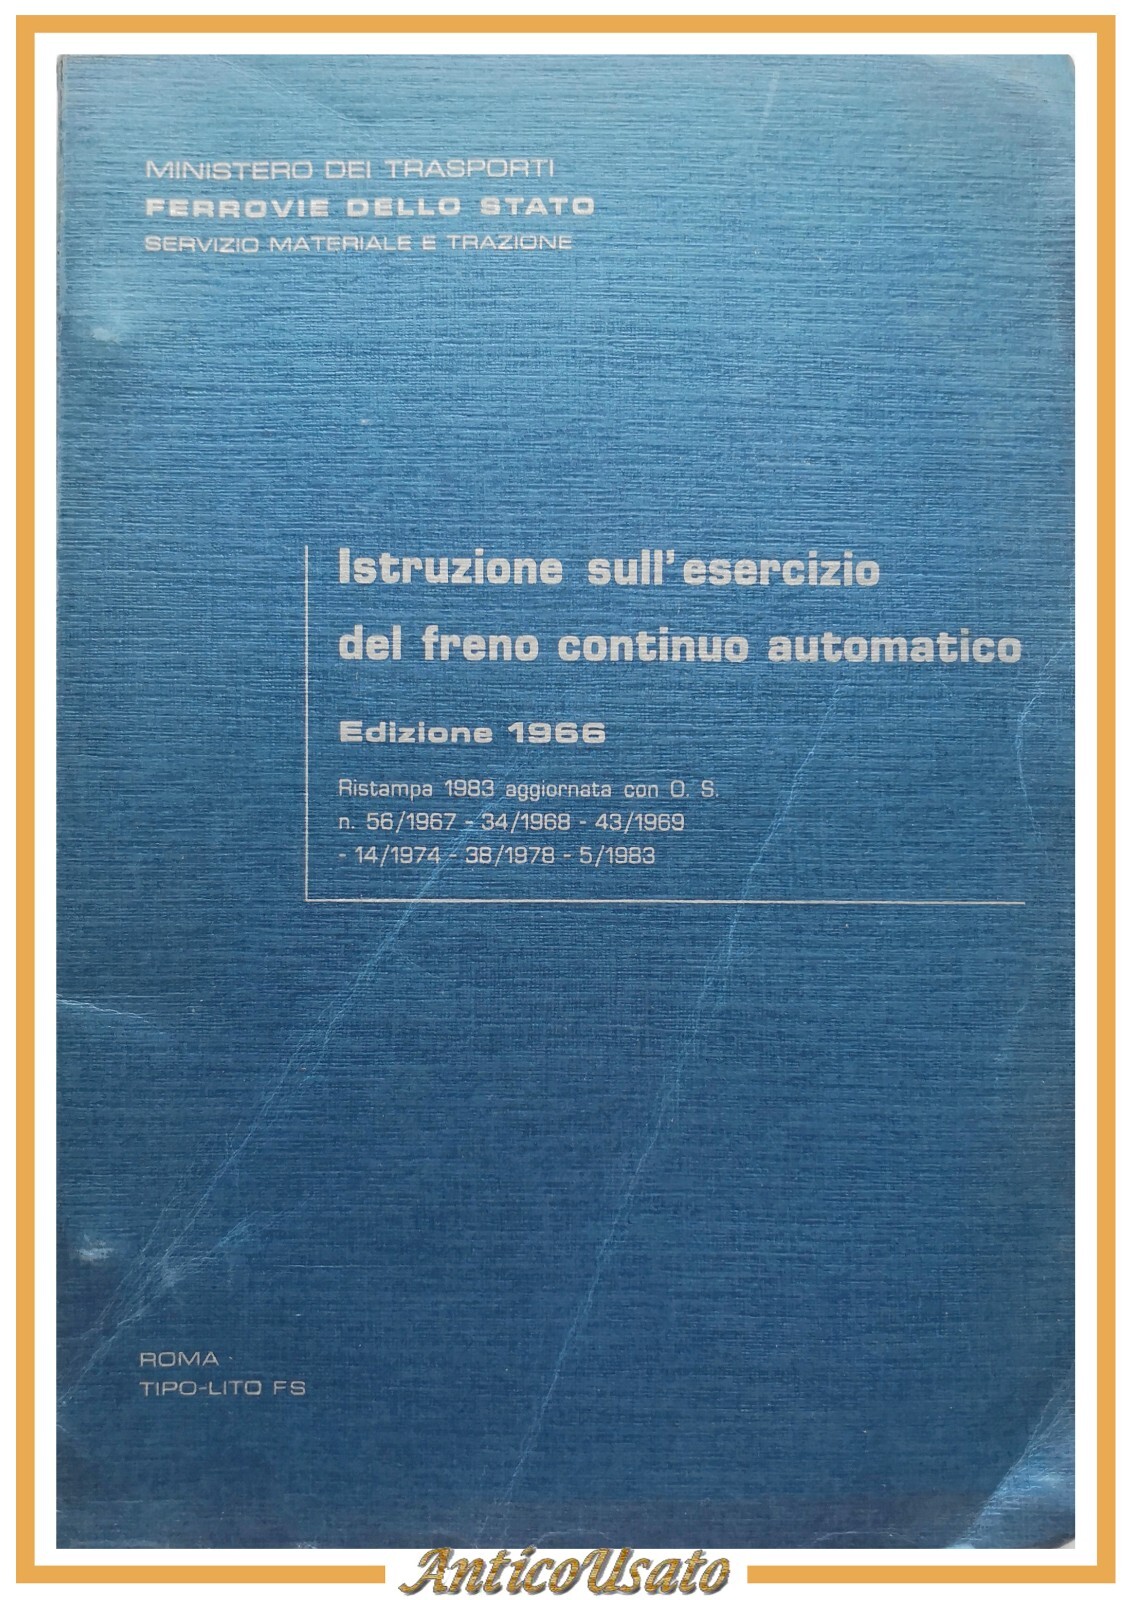 MINISTERO DEI TRASPORTI
FERROVIE DELLO STATO
SERVIZIO MATERIALE E TRAZIONE
Istruzione sull'esercizio
del freno continuo automatico
Edizione 1966
Ristampa 1983 aggiornata con O. S.
n. 56/1967 - 34/1968 - 43/1969
- 14/1974 - 38/1978 - 5/1983
ROMA
TIPO-LITO FS
AnticoUsato